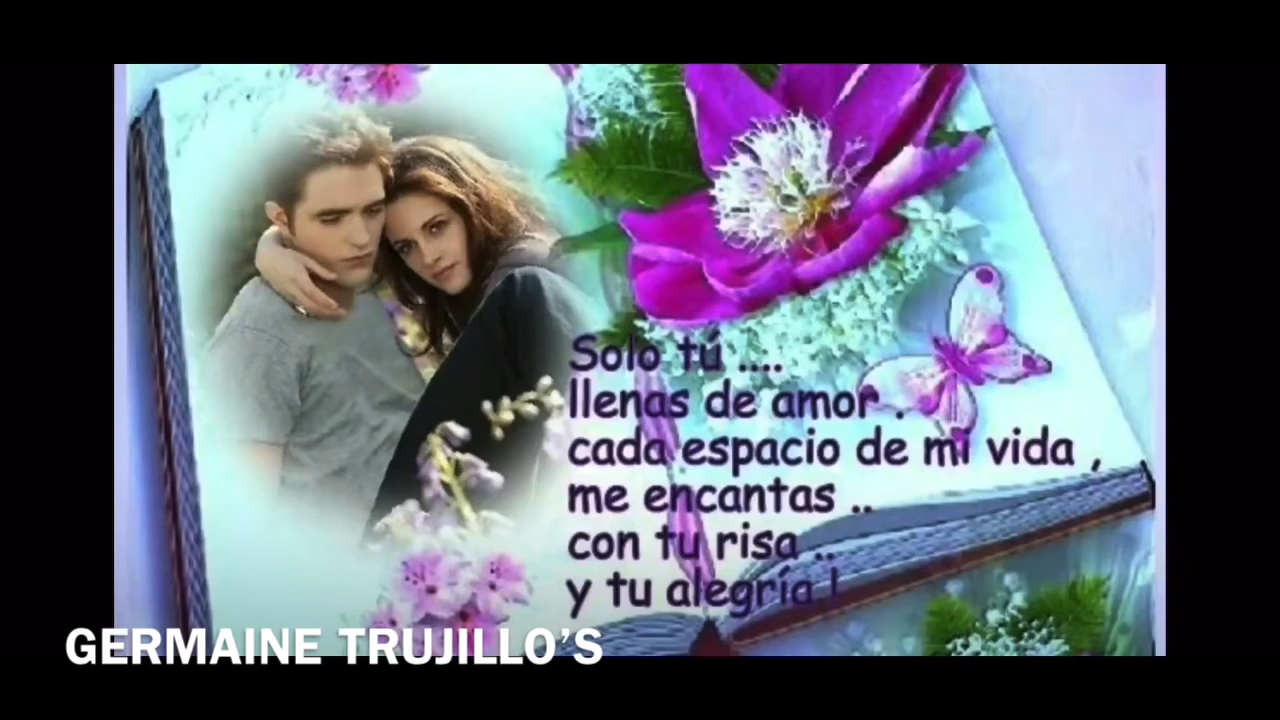 Solo tú ....
llenas de amor .
cada espacio de mi vida ,
me encantas ..
con tu risa ..
y tu alegría !
GERMAINE TRUJILLO’S